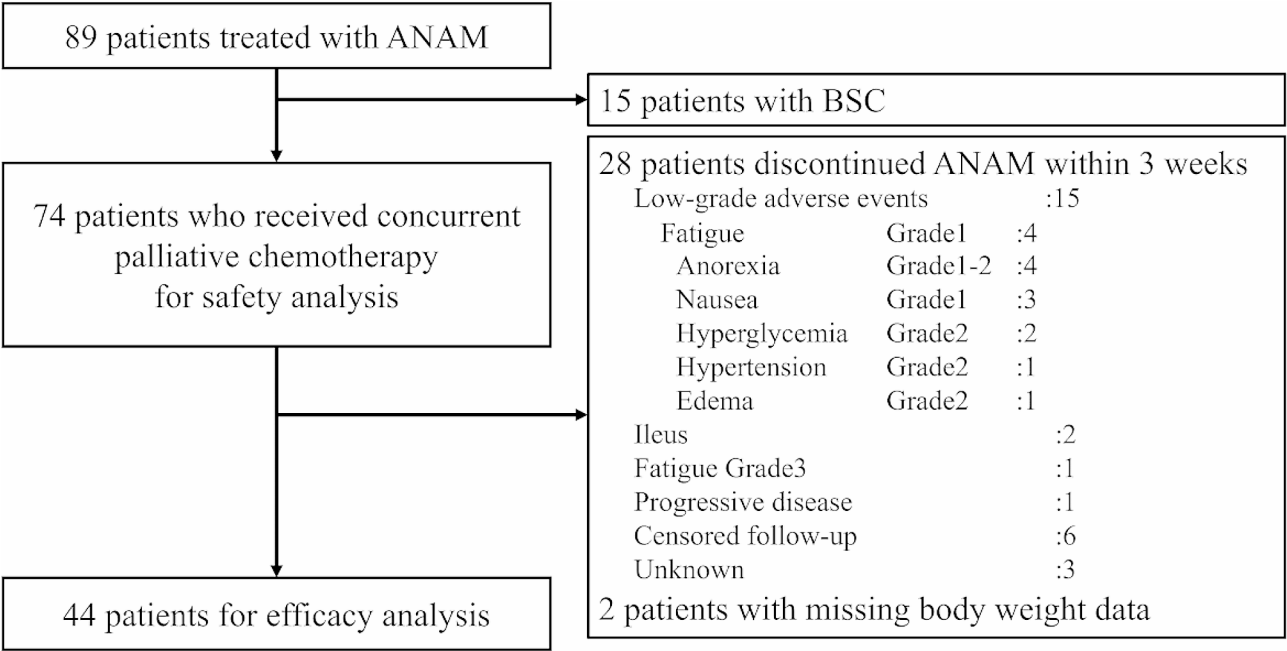 89 patients treated with ANAM
15 patients with BSC
74 patients who received concurrent
palliative chemotherapy
for safety analysis
28 patients discontinued ANAM within 3 weeks
Low-grade adverse events :15
Fatigue Grade1 :4
Anorexia Grade1-2 :4
Nausea Grade1 :3
Hyperglycemia Grade2 :2
Hypertension Grade2 :1
Edema Grade2 :1
Ileus :2
Fatigue Grade3 :1
Progressive disease :1
Censored follow-up :6
Unknown :3
2 patients with missing body weight data
44 patients for efficacy analysis